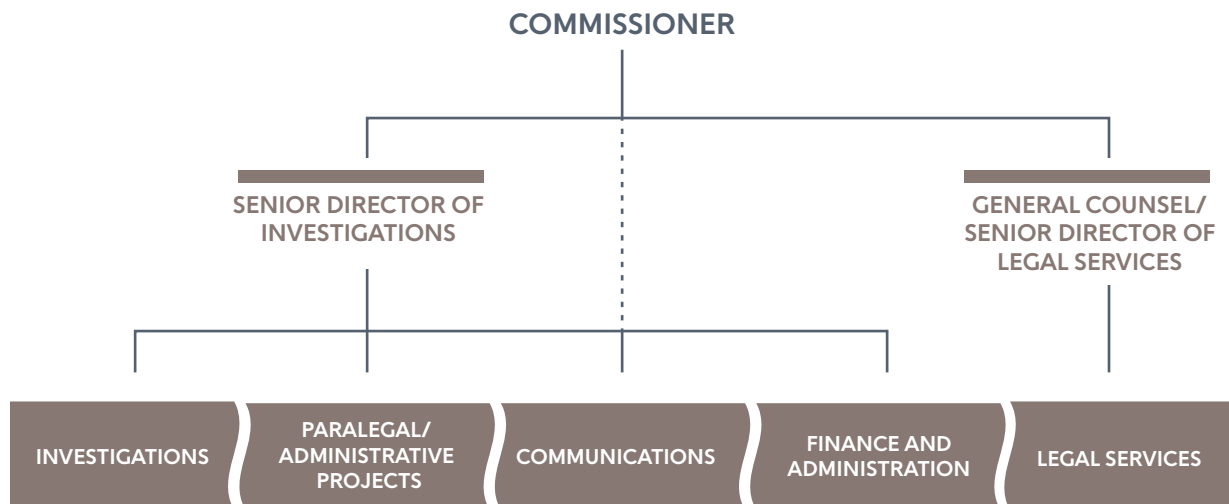 COMMISSIONER
SENIOR DIRECTOR OF
INVESTIGATIONS
GENERAL COUNSEL/
SENIOR DIRECTOR OF
LEGAL SERVICES
INVESTIGATIONS
PARALEGAL/
ADMINISTRATIVE
PROJECTS
COMMUNICATIONS
FINANCE AND
ADMINISTRATION
LEGAL SERVICES